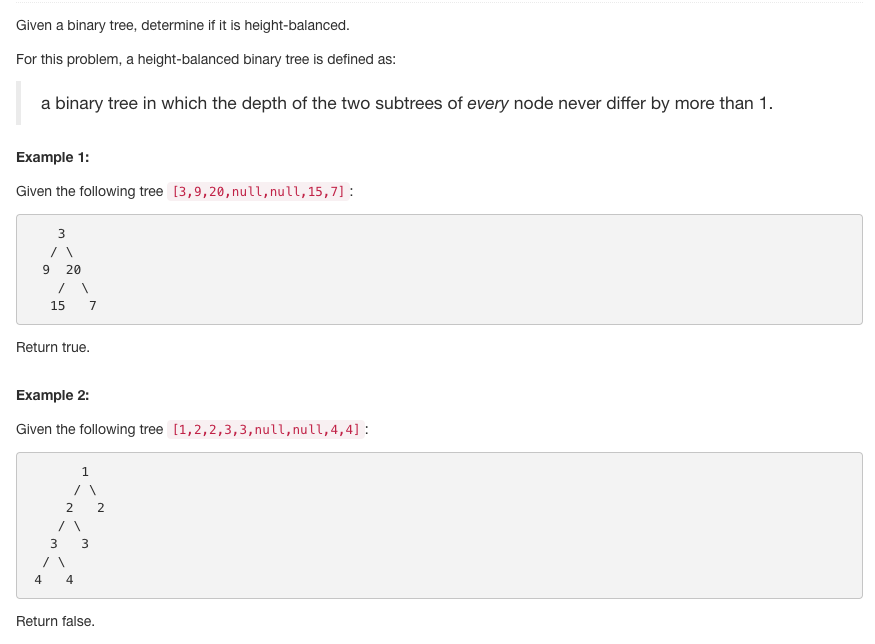 Given a binary tree, determine if it is height-balanced.
For this problem, a height-balanced binary tree is defined as:
a binary tree in which the depth of the two subtrees of every node never differ by more than 1.
Example 1:
Given the following tree [3,9,20,null,null,15,7]:
    3
   / \
  9  20
    /  \
   15   7
Return true.
Example 2:
Given the following tree [1,2,2,3,3,null,null,4,4]:
       1
      / \
     2   2
    / \
   3   3
  / \
 4   4
Return false.